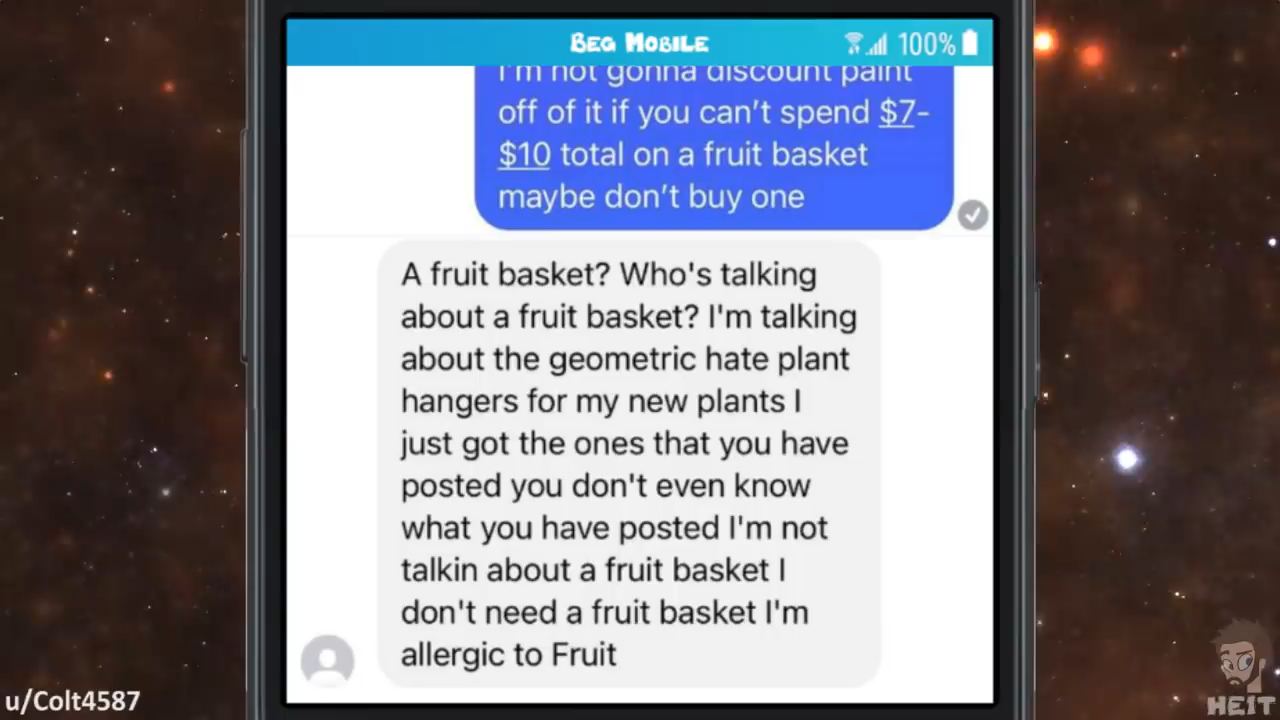 BEG MOBILE
100%
I'm not gonna discount paint
off of it if you can't spend $7-
$10 total on a fruit basket
maybe don't buy one
A fruit basket? Who's talking
about a fruit basket? I'm talking
about the geometric hate plant
hangers for my new plants I
just got the ones that you have
posted you don't even know
what you have posted I'm not
talkin about a fruit basket I
don't need a fruit basket I'm
allergic to Fruit
u/Colt4587
HEIT